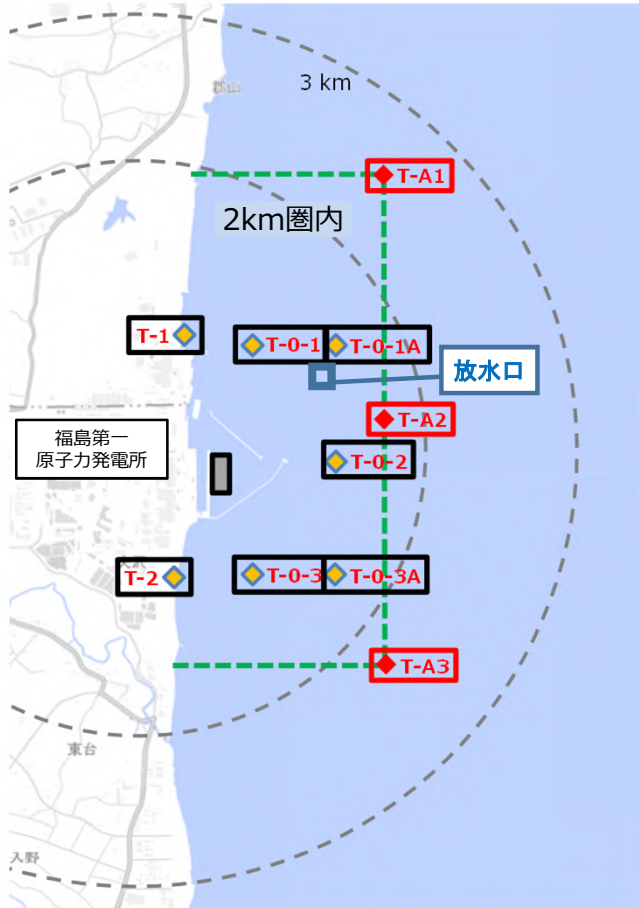 郡山
3 km
T-A1
2km圏内
T-1
T-0-1
T-0-1A
放水口
T-A2
福島第一
原子力発電所
T-0-2
T-2
T-0-3
T-0-3A
T-A3
東台
入野